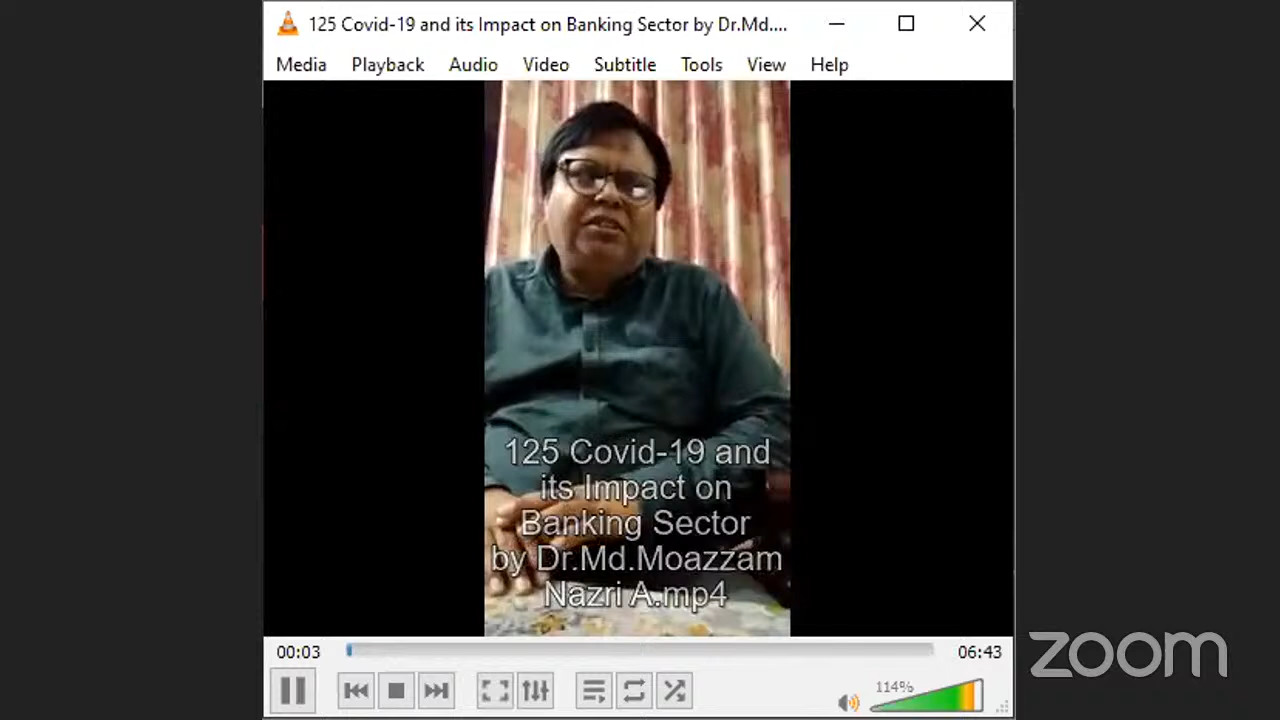 125 Covid-19 and its Impact on Banking Sector by Dr.Md....
Media Playback Audio Video Subtitle Tools View Help
125 Covid-19 and
its Impact on
Banking Sector
by Dr.Md.Moazzam
Nazri A.mp4
00:03
06:43
114%
zoom